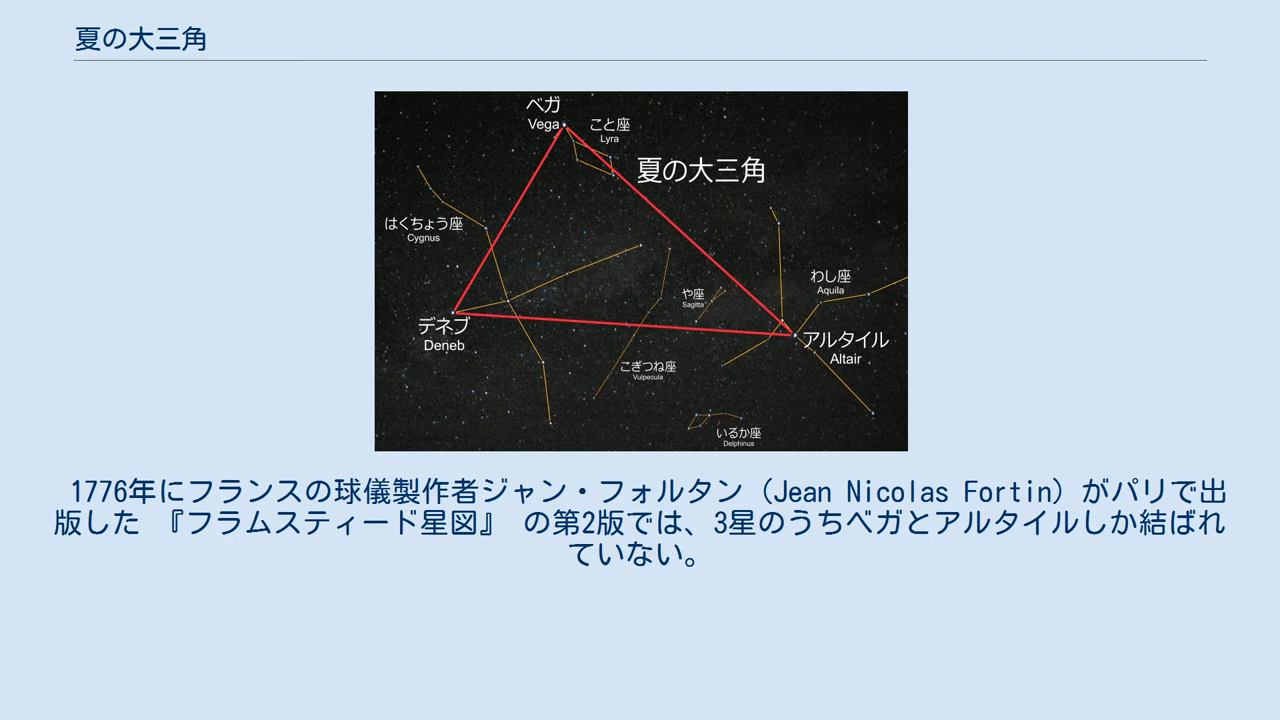 夏の大三角
ベガ
Vega
こと座
Lyra
夏の大三角
はくちょう座
Cygnus
わし座
Aquila
や座
Sagitta
デネブ
Deneb
アルタイル
Altair
こぎつね座
Vulpecula
いるか座
Delphinus
1776年にフランスの球儀製作者ジャン・フォルタン（Jean Nicolas Fortin）がパリで出
版した 『フラムスティード星図』 の第2版では、3星のうちベガとアルタイルしか結ばれ
ていない。